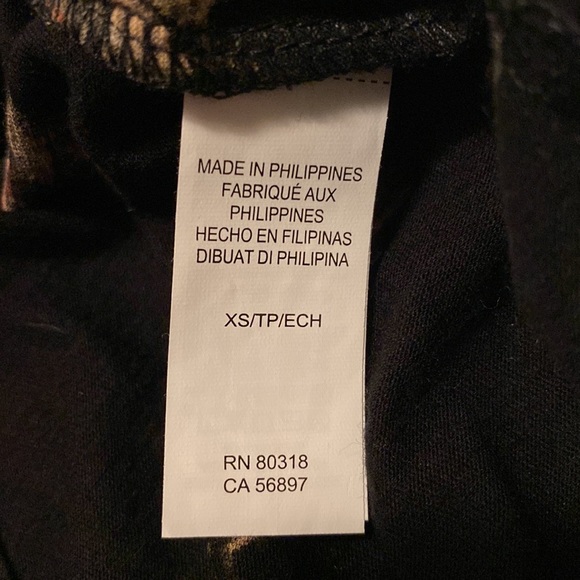 MADE IN PHILIPPINES
FABRIQUÉ AUX
PHILIPPINES
HECHO EN FILIPINAS
DIBUAT DI PHILIPINA
XS/TP/ECH
RN 80318
CA 56897